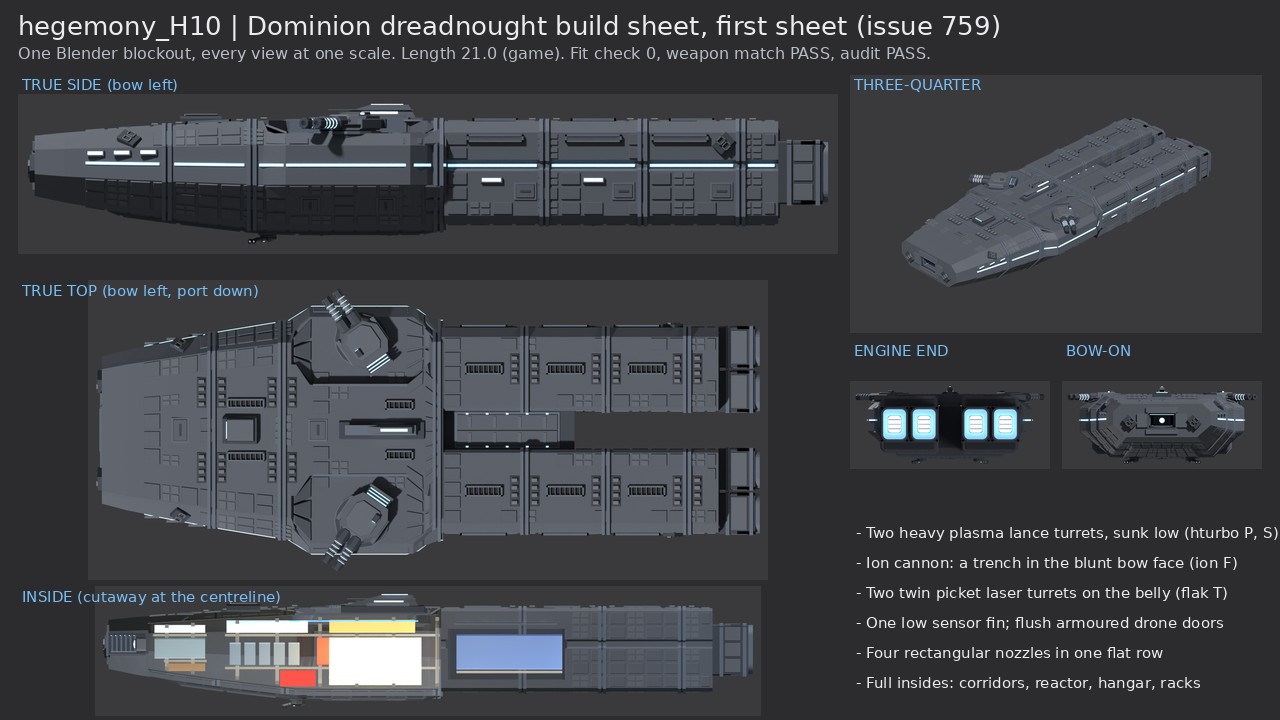 hegemony_H10 | Dominion dreadnought build sheet, first sheet (issue 759)
One Blender blockout, every view at one scale. Length 21.0 (game). Fit check 0, weapon match PASS, audit PASS.
TRUE SIDE (bow left)
THREE-QUARTER
TRUE TOP (bow left, port down)
ENGINE END
BOW-ON
- Two heavy plasma lance turrets, sunk low (hturbo P, S)
- Ion cannon: a trench in the blunt bow face (ion F)
- Two twin picket laser turrets on the belly (flak T)
- One low sensor fin; flush armoured drone doors
- Four rectangular nozzles in one flat row
- Full insides: corridors, reactor, hangar, racks
INSIDE (cutaway at the centreline)